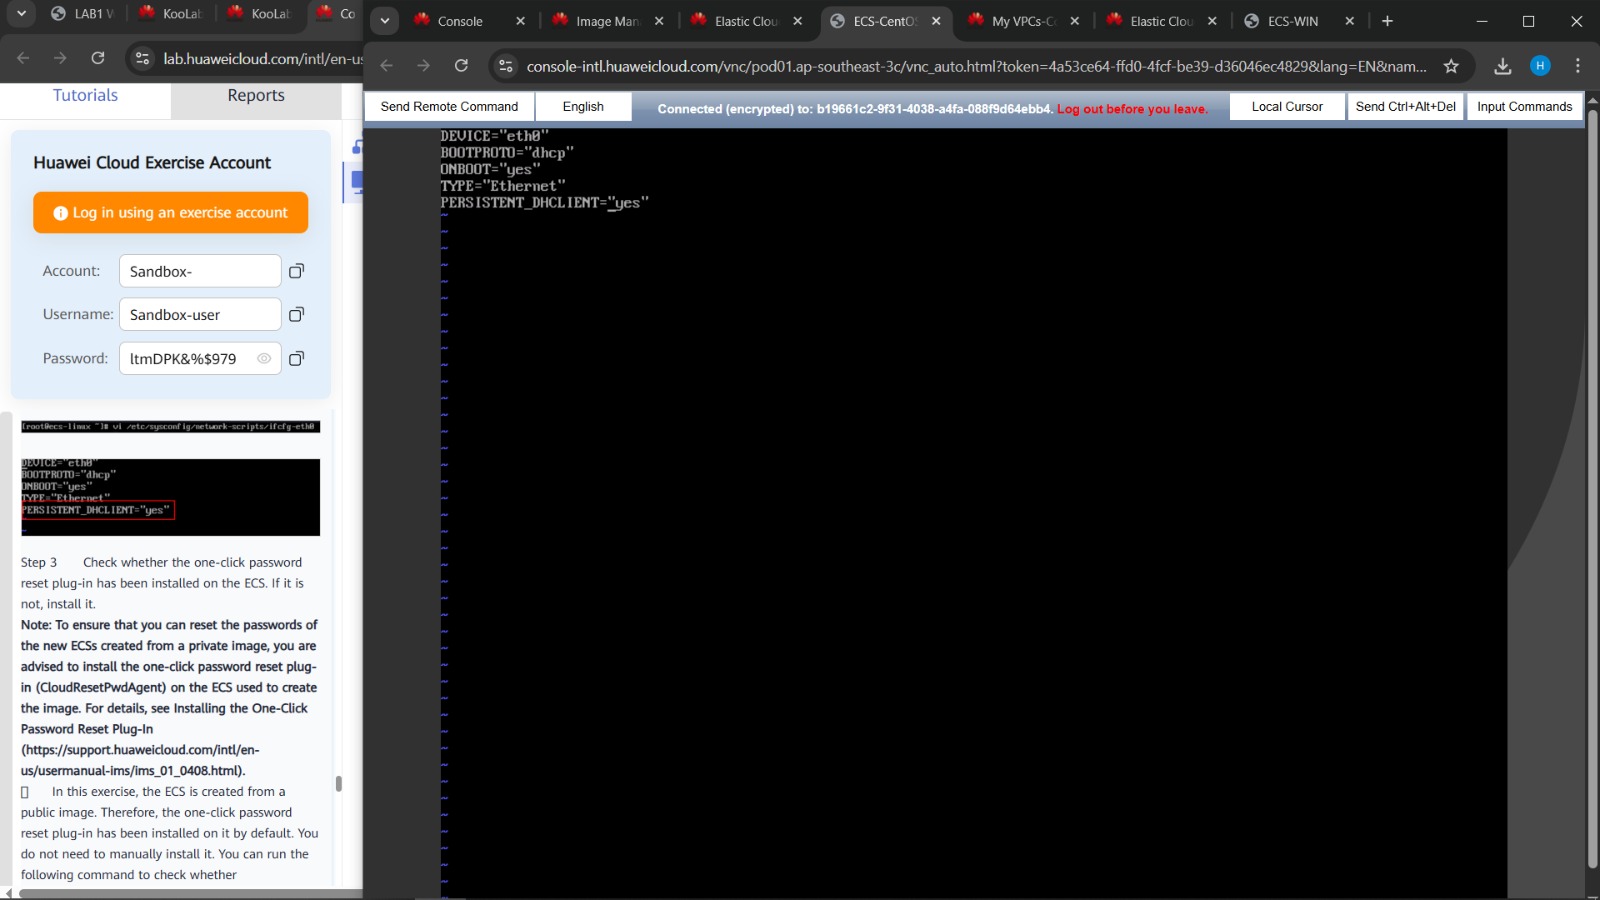 LAB1
KooLab
KooLab
Co
lab.huaweicloud.com/intl/en-us
Tutorials
Reports
Huawei Cloud Exercise Account
Log in using an exercise account
Account:
Sandbox-
Username:
Sandbox-user
Password:
ltmDPK&%$979
[root@ecs-linux ~]# vi /etc/sysconfig/network-scripts/ifcfg-eth0
DEVICE="eth0"
BOOTPROTO="dhcp"
ONBOOT="yes"
TYPE="Ethernet"
PERSISTENT_DHCLIENT="yes"
Step 3 Check whether the one-click password
reset plug-in has been installed on the ECS. If it is
not, install it.
Note: To ensure that you can reset the passwords of
the new ECSs created from a private image, you are
advised to install the one-click password reset plug-
in (CloudResetPwdAgent) on the ECS used to create
the image. For details, see Installing the One-Click
Password Reset Plug-In
(https://support.huaweicloud.com/intl/en-
us/usermanual-ims/ims_01_0408.html).
In this exercise, the ECS is created from a
public image. Therefore, the one-click password
reset plug-in has been installed on it by default. You
do not need to manually install it. You can run the
following command to check whether
Console
Image Man
Elastic Clou
ECS-CentOS
My VPCs-Co
Elastic Clou
ECS-WIN
console-intl.huaweicloud.com/vnc/pod01.ap-southeast-3c/vnc_auto.html?token=4a53ce64-ffd0-4fcf-be39-d36046ec4829&lang=EN&nam...
H
Send Remote Command
English
Connected (encrypted) to: b19661c2-9f31-4038-a4fa-088f9d64ebb4. Log out before you leave.
Local Cursor
Send Ctrl+Alt+Del
Input Commands
DEVICE="eth0"
BOOTPROTO="dhcp"
ONBOOT="yes"
TYPE="Ethernet"
PERSISTENT_DHCLIENT="yes"